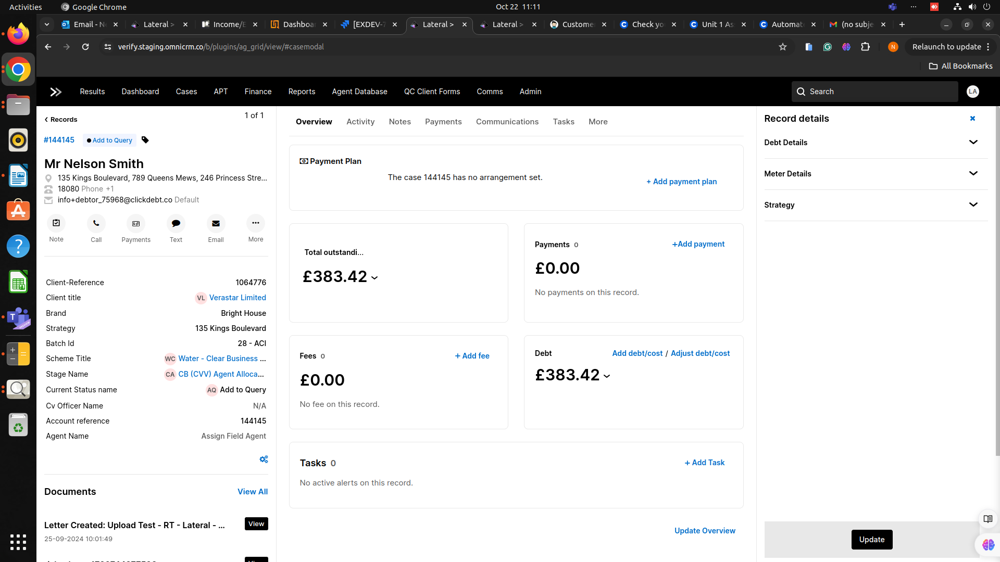 Activities
Google Chrome
Oct 22 11:11
Email - Ne
Lateral >
Income/E
Dashboar
[EXDEV-7
Lateral >
Lateral >
Custome
Check yo
Unit 1 As
Automat
(no subje
verify.staging.omnicrm.co/b/plugins/ag_grid/view/#casemodal
N
Relaunch to update
All Bookmarks
Results
Dashboard
Cases
APT
Finance
Reports
Agent Database
QC Client Forms
Comms
Admin
Search
LA
Records
1 of 1
#144145
Add to Query
Mr Nelson Smith
135 Kings Boulevard, 789 Queens Mews, 246 Princess Stre...
18080 Phone +1
info+debtor_75968@clickdebt.co Default
Note
Call
Payments
Text
Email
More
Client-Reference 1064776
Client title VL Verastar Limited
Brand Bright House
Strategy 135 Kings Boulevard
Batch Id 28 - ACI
Scheme Title WC Water - Clear Business ...
Stage Name CA CB (CVV) Agent Alloca...
Current Status name AQ Add to Query
Cv Officer Name N/A
Account reference 144145
Agent Name Assign Field Agent
Documents
View All
Letter Created: Upload Test - RT - Lateral - ...
View
25-09-2024 10:01:49
Overview
Activity
Notes
Payments
Communications
Tasks
More
Payment Plan
The case 144145 has no arrangement set.
+ Add payment plan
Total outstandi...
£383.42
Payments 0
+Add payment
£0.00
No payments on this record.
Fees 0
+ Add fee
£0.00
No fee on this record.
Debt
Add debt/cost / Adjust debt/cost
£383.42
Tasks 0
+ Add Task
No active alerts on this record.
Update Overview
Record details
Debt Details
Meter Details
Strategy
Update